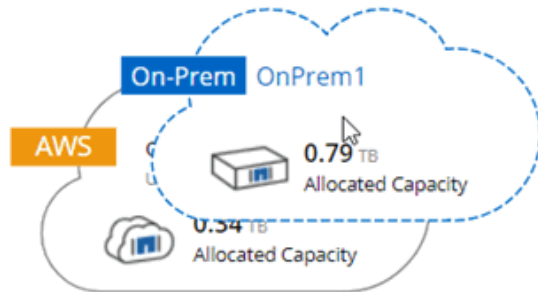 On-Prem OnPrem1
AWS
0.79 TB
Allocated Capacity
0.34 TB
Allocated Capacity